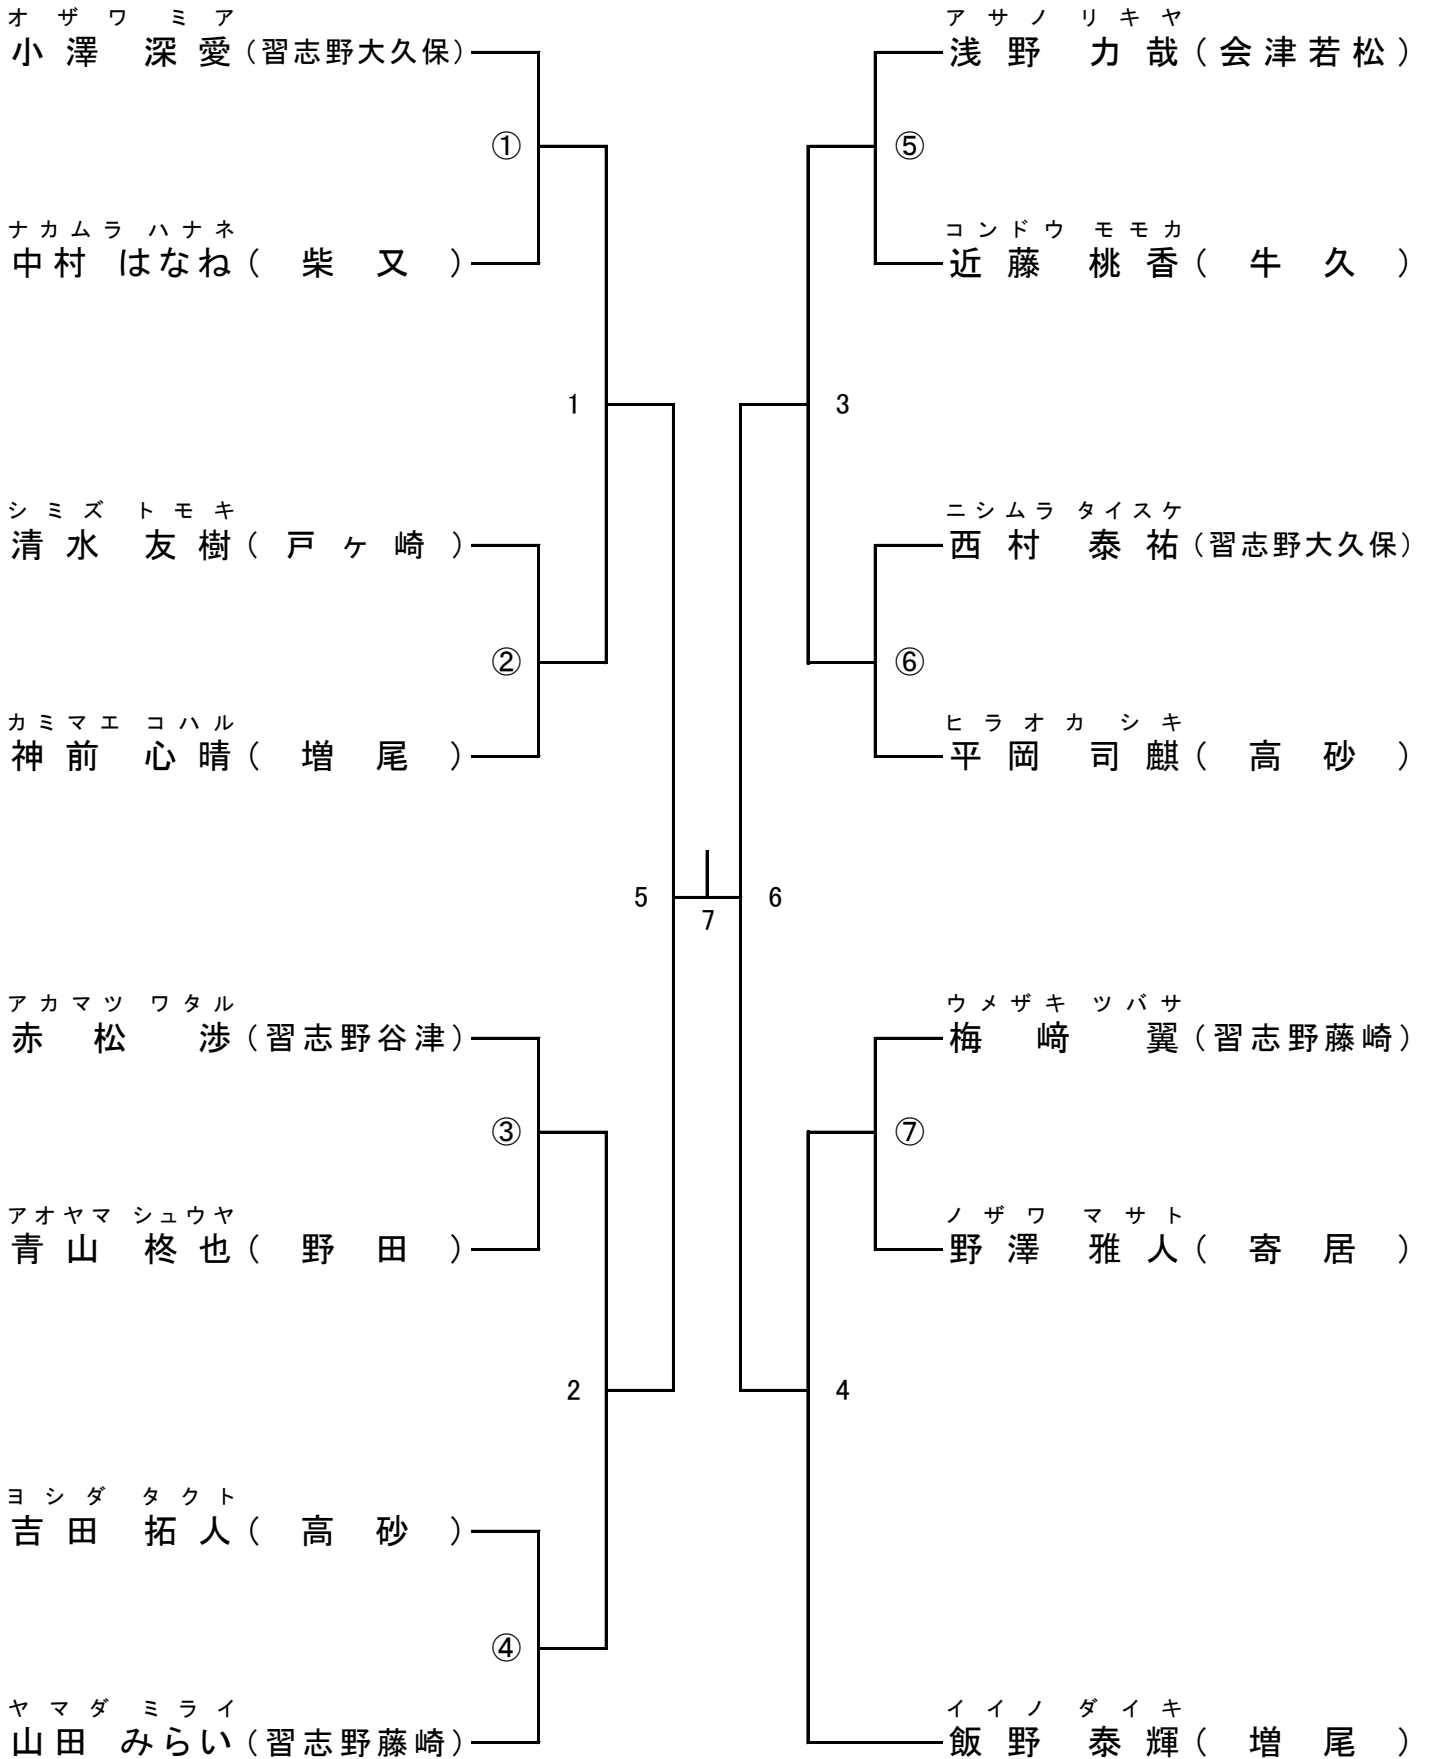 オザワ ミア
小澤 深愛(習志野大久保)
①
ナカムラ ハナネ
中村 はなね(柴又)
1
シミズ トモキ
清水 友樹(戸ヶ崎)
②
カミマエ コハル
神前 心晴(増尾)
5
アカマツ ワタル
赤松 渉(習志野谷津)
③
アオヤマ シュウヤ
青山 柊也(野田)
2
ヨシダ タクト
吉田 拓人(高砂)
④
ヤマダ ミライ
山田 みらい(習志野藤崎)
7
アサノ リキヤ
浅野 力哉(会津若松)
⑤
コンドウ モモカ
近藤 桃香(牛久)
3
ニシムラ タイスケ
西村 泰祐(習志野大久保)
⑥
ヒラオカ シキ
平岡 司麒(高砂)
6
ウメザキ ツバサ
梅﨑 翼(習志野藤崎)
⑦
ノザワ マサト
野澤 雅人(寄居)
4
イイノ ダイキ
飯野 泰輝(増尾)